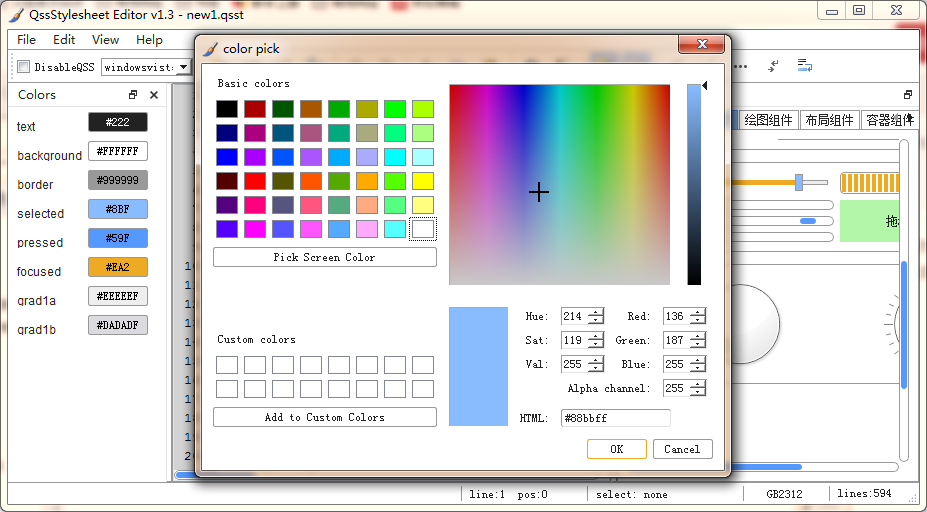 QssStylesheet Editor v1.3 - new1.qsst
File Edit View Help
DisableQSS windowsvist:
Colors
text #222
background #FFFFFF
border #999999
selected #8BF
pressed #59F
focused #EA2
grad1a #EEEEEF
grad1b #DADADF
color pick
Basic colors
Pick Screen Color
Custom colors
Add to Custom Colors
Hue: 214 Red: 136
Sat: 119 Green: 187
Val: 255 Blue: 255
Alpha channel: 255
HTML: #88bbff
OK Cancel
绘图组件 布局组件 容器组件
拖
line:1 pos:0 select: none GB2312 lines:594